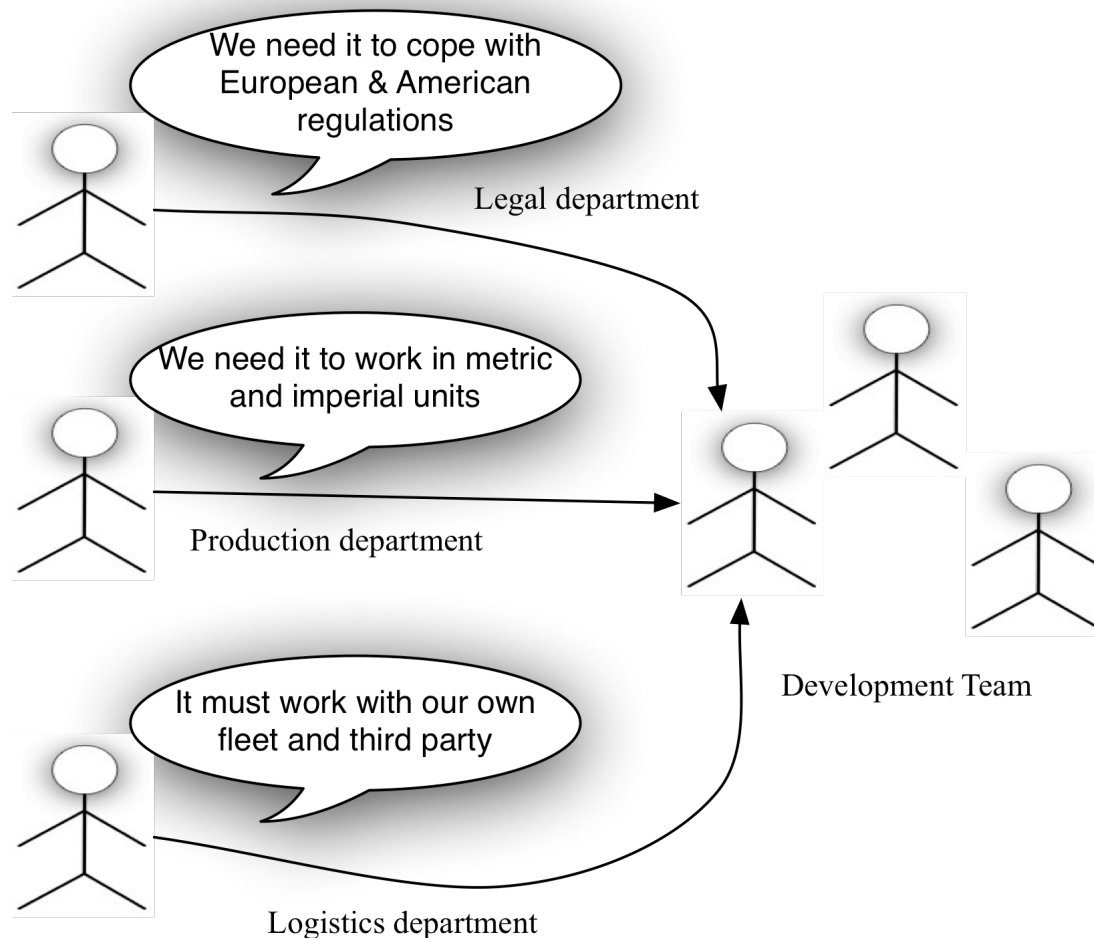 We need it to cope with
European & American
regulations
Legal department
We need it to work in metric
and imperial units
Production department
It must work with our own
fleet and third party
Development Team
Logistics department